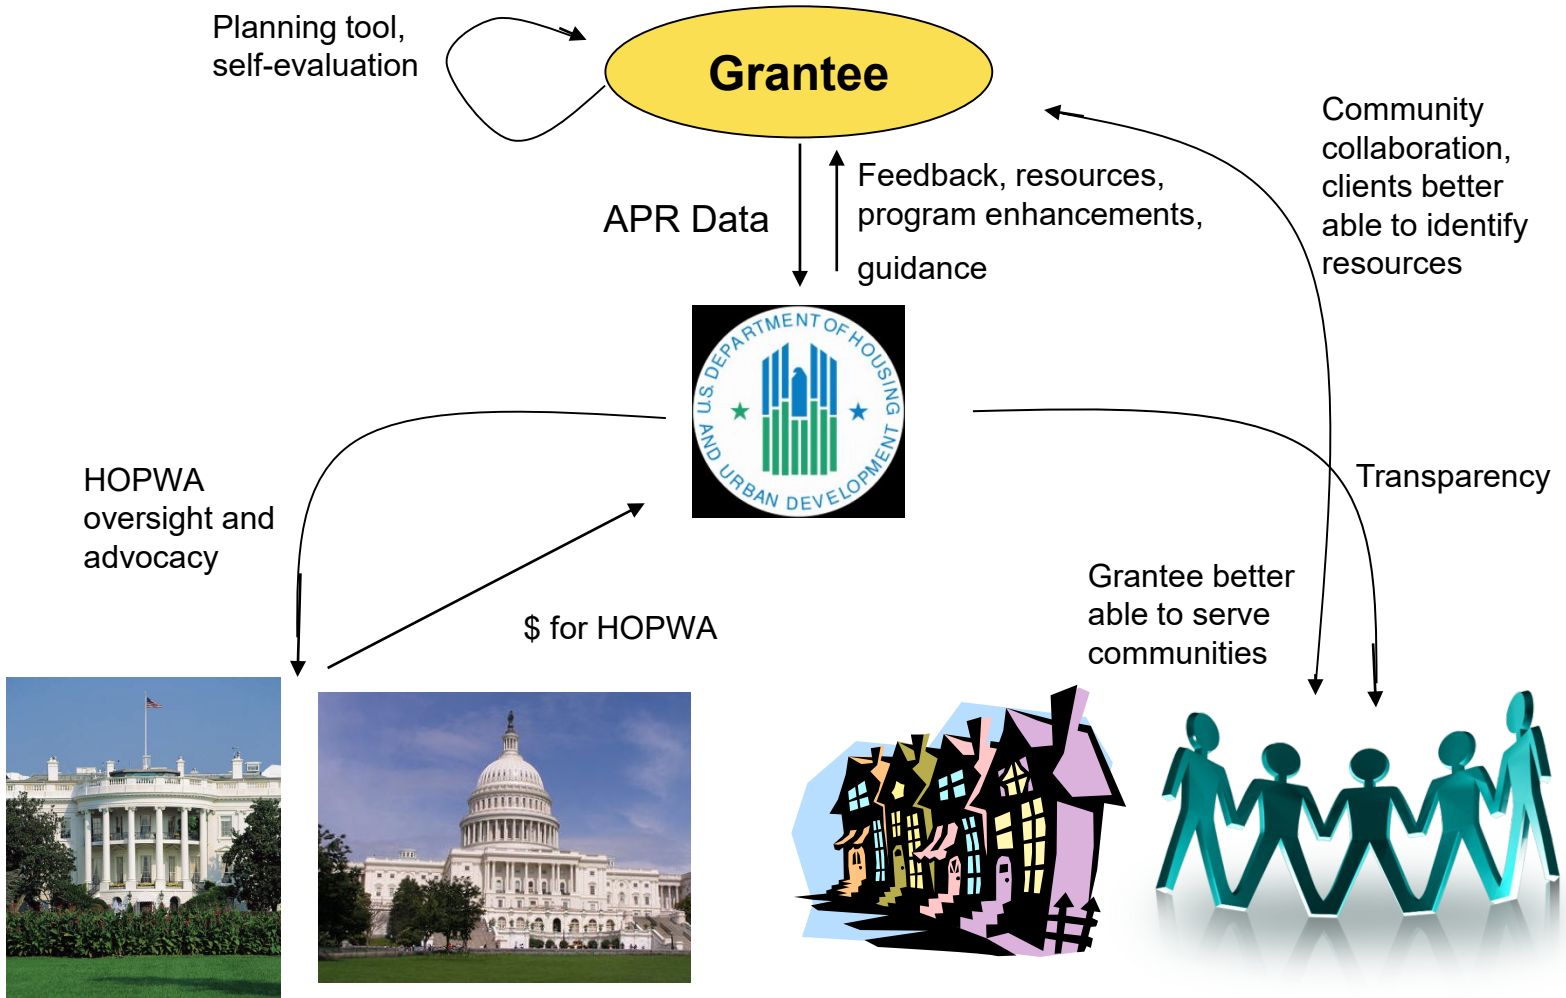 Planning tool,
self-evaluation
Grantee
Community
collaboration,
clients better
able to identify
resources
APR Data
Feedback, resources,
program enhancements,
guidance
U.S. DEPARTMENT OF HOUSING
AND URBAN DEVELOPMENT
HOPWA
oversight and
advocacy
$ for HOPWA
Transparency
Grantee better
able to serve
communities